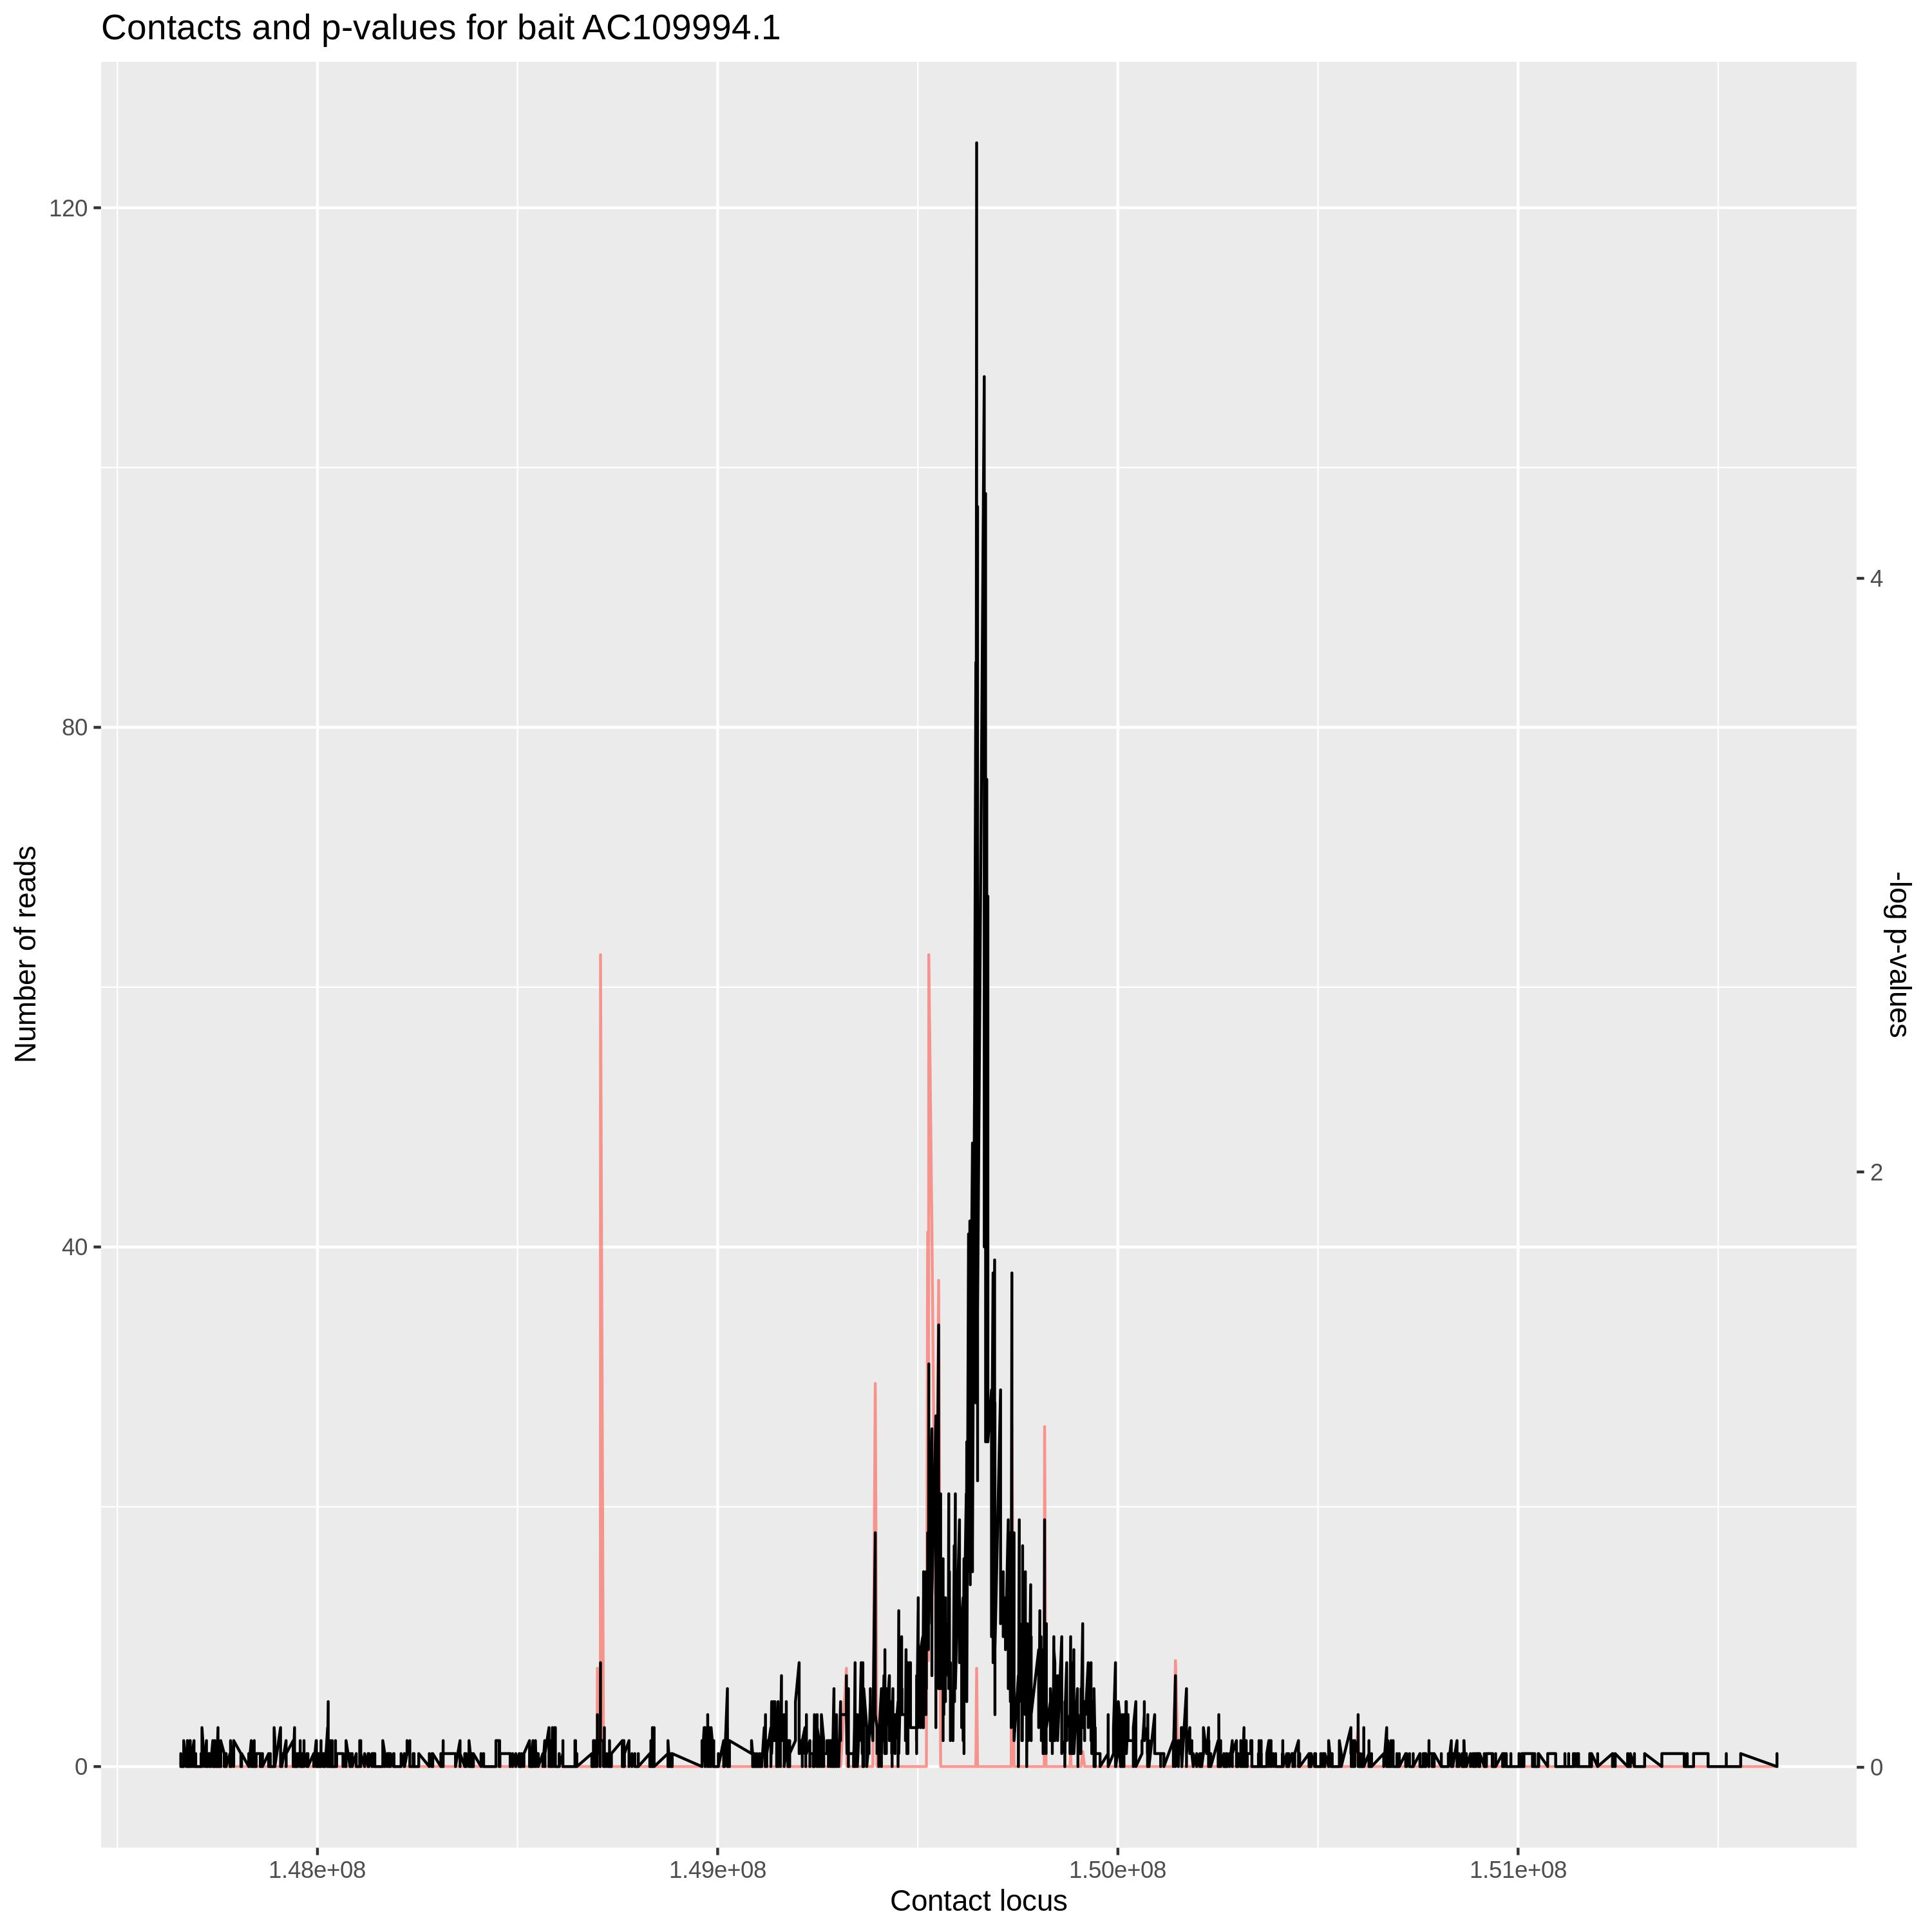 Contacts and p-values for bait AC109994.1
120
80
40
0
4
2
0
Number of reads
-log p-values
1.48e+08
1.49e+08
1.50e+08
1.51e+08
Contact locus